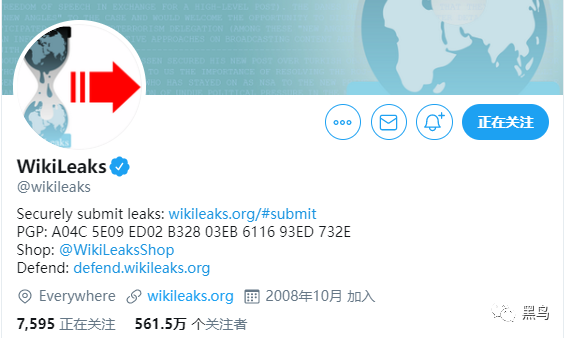 正在关注
WikiLeaks
@wikileaks
Securely submit leaks: wikileaks.org/#submit
PGP: A04C 5E09 ED02 B328 03EB 6116 93ED 732E
Shop: @WikiLeaksShop
Defend: defend.wikileaks.org
Everywhere wikileaks.org 2008年10月 加入
7,595 正在关注 561.5万 个关注者
黑鸟